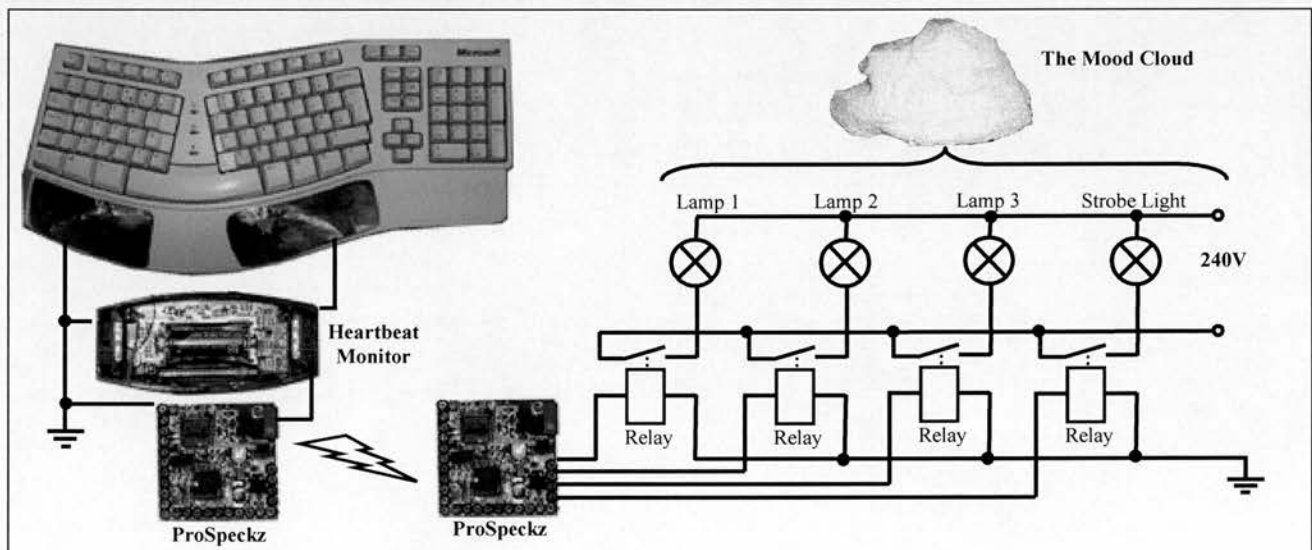 Microsoft
The Mood Cloud
Lamp 1
Lamp 2
Lamp 3
Strobe Light
240V
Heartbeat
Monitor
Relay
Relay
Relay
Relay
ProSpeckz
ProSpeckz